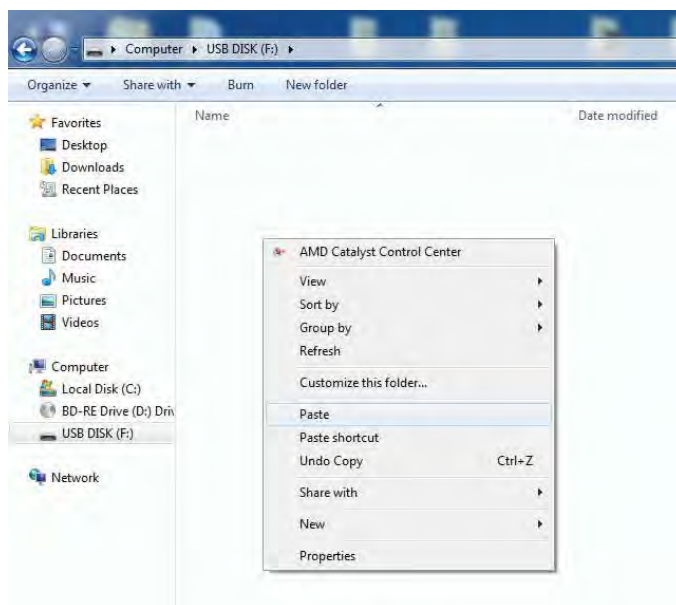 Computer ▸ USB DISK (F:) ▸
Organize Share with Burn New folder
Name Date modified
Favorites
Desktop
Downloads
Recent Places
Libraries
Documents
Music
Pictures
Videos
Computer
Local Disk (C:)
BD-RE Drive (D:) Driv
USB DISK (F:)
Network
AMD Catalyst Control Center
View
Sort by
Group by
Refresh
Customize this folder...
Paste
Paste shortcut
Undo Copy Ctrl+Z
Share with
New
Properties